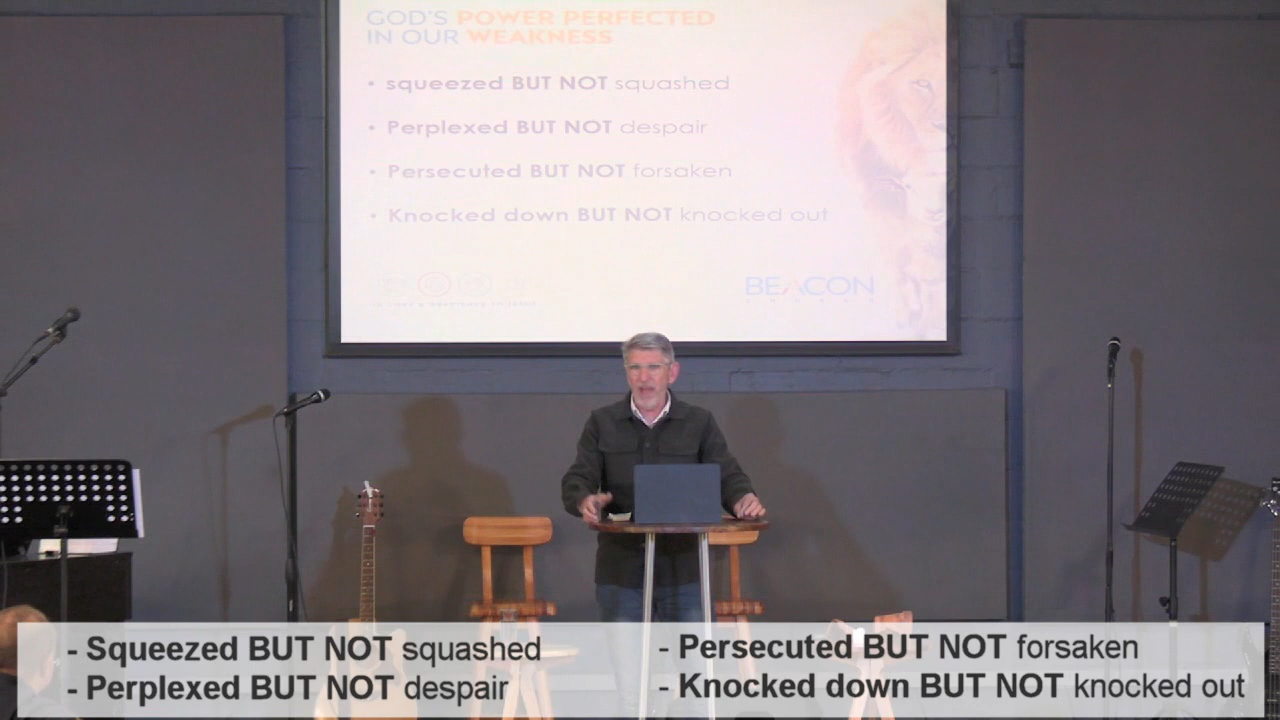 GOD'S POWER PERFECTED
IN OUR WEAKNESS
• squeezed BUT NOT squashed
• Perplexed BUT NOT despair
• Persecuted BUT NOT forsaken
• Knocked down BUT NOT knocked out
BEACON
- Squeezed BUT NOT squashed
- Perplexed BUT NOT despair
- Persecuted BUT NOT forsaken
- Knocked down BUT NOT knocked out